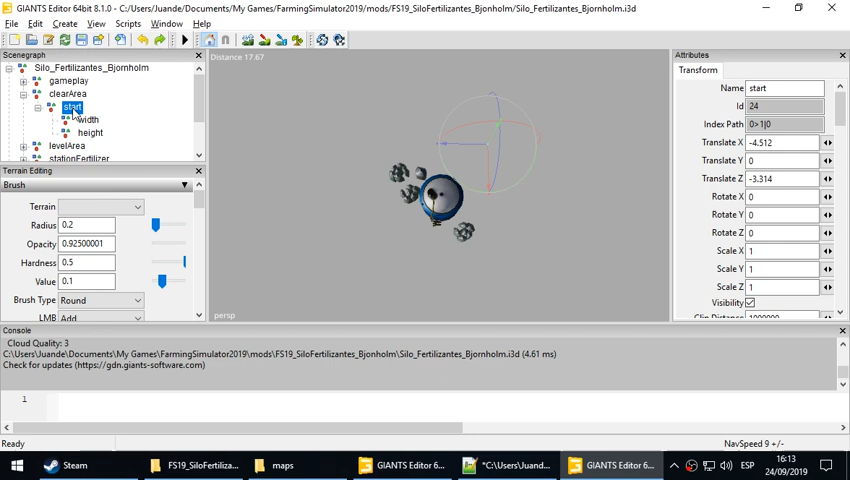 GIANTS Editor 64bit 8.1.0 - C:/Users/Juande/Documents/My Games/FarmingSimulator2019/mods/FS19_SiloFertilizantes_Bjornholm/Silo_Fertilizantes_Bjornholm.i3d
File Edit Create View Scripts Window Help
Scenegraph
Silo_Fertilizantes_Bjornholm
gameplay
clearArea
start
width
height
levelArea
stationFertilizer
Terrain Editing
Brush
Terrain
Radius 0.2
Opacity 0.92500001
Hardness 0.5
Value 0.1
Brush Type Round
LMB Add
Distance 17.67
persp
Attributes
Transform
Name start
Id 24
Index Path 0>1|0
Translate X -4.512
Translate Y 0
Translate Z -3.314
Rotate X 0
Rotate Y 0
Rotate Z 0
Scale X 1
Scale Y 1
Scale Z 1
Visibility
Clip Distance 1000000
Console
Cloud Quality: 3
C:\Users\Juande\Documents\My Games\FarmingSimulator2019\mods\FS19_SiloFertilizantes_Bjornholm\Silo_Fertilizantes_Bjornholm.i3d (4.61 ms)
Check for updates (https://gdn.giants-software.com)
1
Ready
NavSpeed 9 +/-
Steam
FS19_SiloFertiliza...
maps
GIANTS Editor 6...
*C:\Users\Juand...
GIANTS Editor 6...
ESP
16:13
24/09/2019